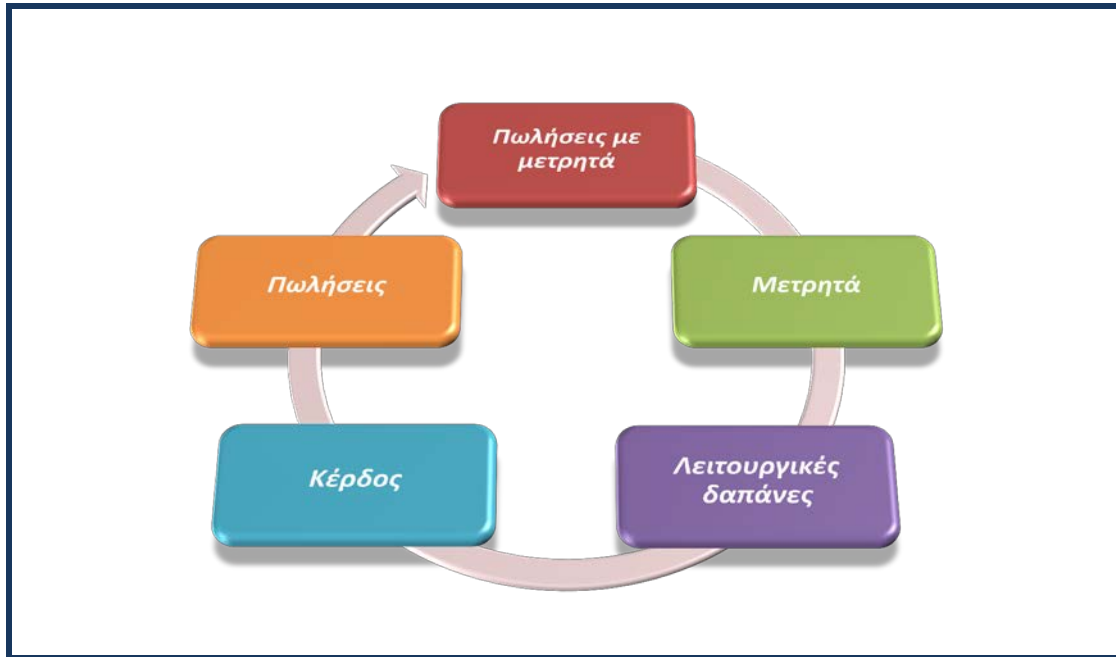 Πωλήσεις με
μετρητά
Μετρητά
Λειτουργικές
δαπάνες
Κέρδος
Πωλήσεις